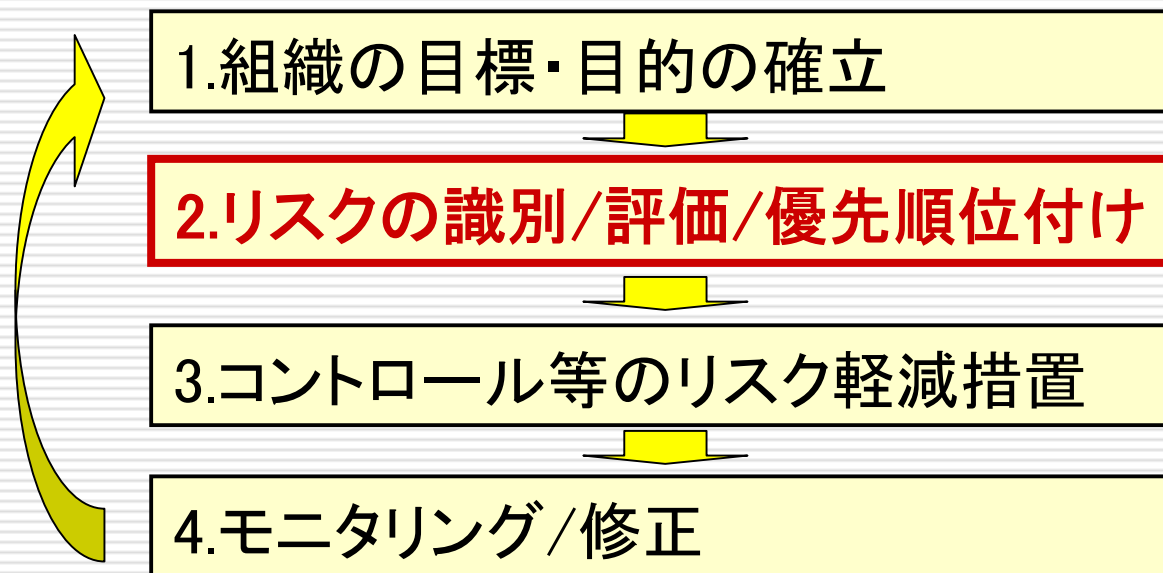 1.組織の目標・目的の確立
2.リスクの識別/評価/優先順位付け
3.コントロール等のリスク軽減措置
4.モニタリング/修正